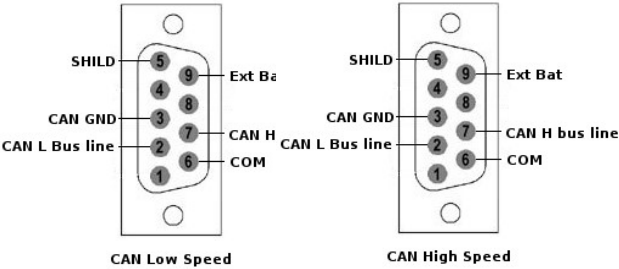 SHILD
5
9
Ext Ba
4
8
CAN GND
3
7
CAN H
CAN L Bus line
2
6
COM
1
CAN Low Speed
SHILD
5
9
Ext Bat
4
8
CAN GND
3
7
CAN H bus line
CAN L Bus line
2
6
COM
1
CAN High Speed